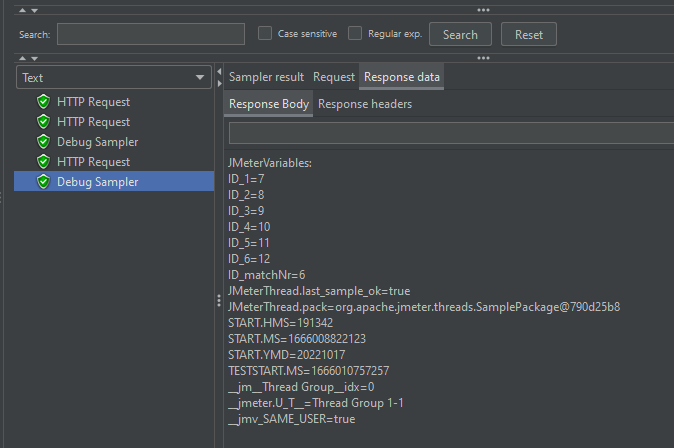 Search:
Case sensitive
Regular exp.
Search
Reset
Text
HTTP Request
HTTP Request
Debug Sampler
HTTP Request
Debug Sampler
Sampler result
Request
Response data
Response Body
Response headers
JMeterVariables:
ID_1=7
ID_2=8
ID_3=9
ID_4=10
ID_5=11
ID_6=12
ID_matchNr=6
JMeterThread.last_sample_ok=true
JMeterThread.pack=org.apache.jmeter.threads.SamplePackage@790d25b8
START.HMS=191342
START.MS=1666008822123
START.YMD=20221017
TESTSTART.MS=1666010757257
__jm__Thread Group__idx=0
__jmeter.U_T__=Thread Group 1-1
__jmv_SAME_USER=true